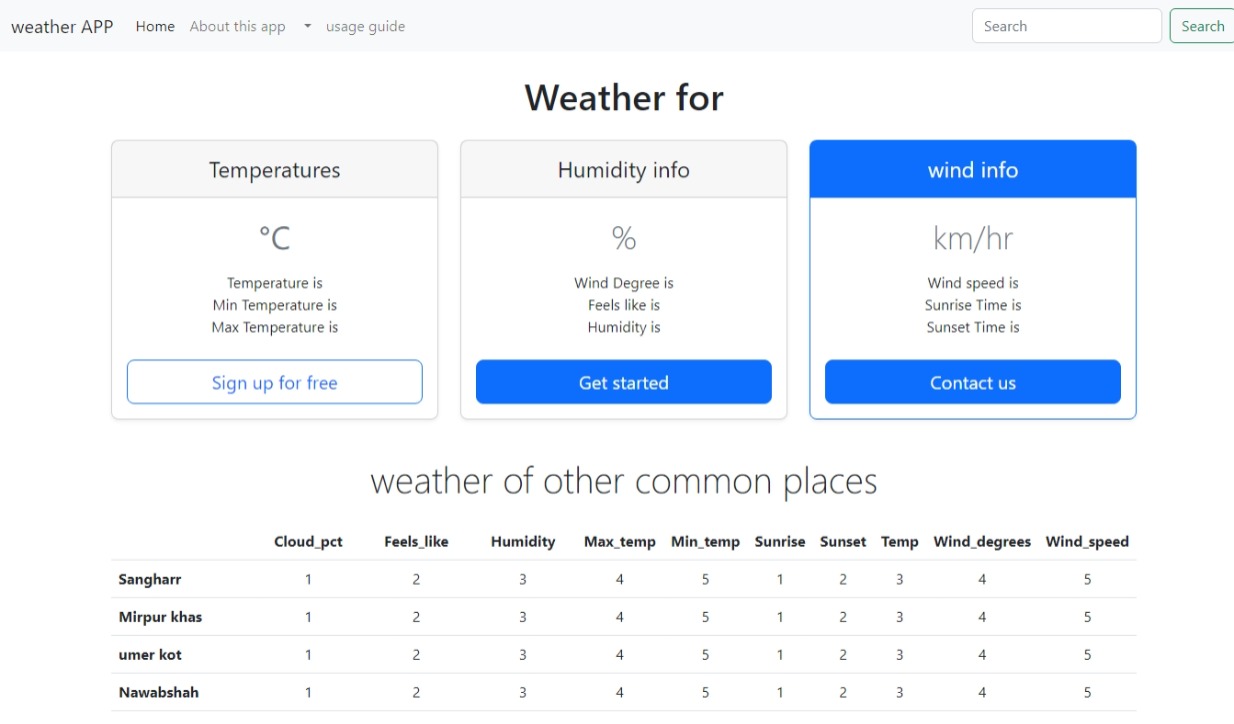 weather APP Home About this app usage guide Search Search
Weather for
Temperatures
°C
Temperature is
Min Temperature is
Max Temperature is
Sign up for free
Humidity info
%
Wind Degree is
Feels like is
Humidity is
Get started
wind info
km/hr
Wind speed is
Sunrise Time is
Sunset Time is
Contact us
weather of other common places
Cloud_pct Feels_like Humidity Max_temp Min_temp Sunrise Sunset Temp Wind_degrees Wind_speed
Sangharr 1 2 3 4 5 1 2 3 4 5
Mirpur khas 1 2 3 4 5 1 2 3 4 5
umer kot 1 2 3 4 5 1 2 3 4 5
Nawabshah 1 2 3 4 5 1 2 3 4 5